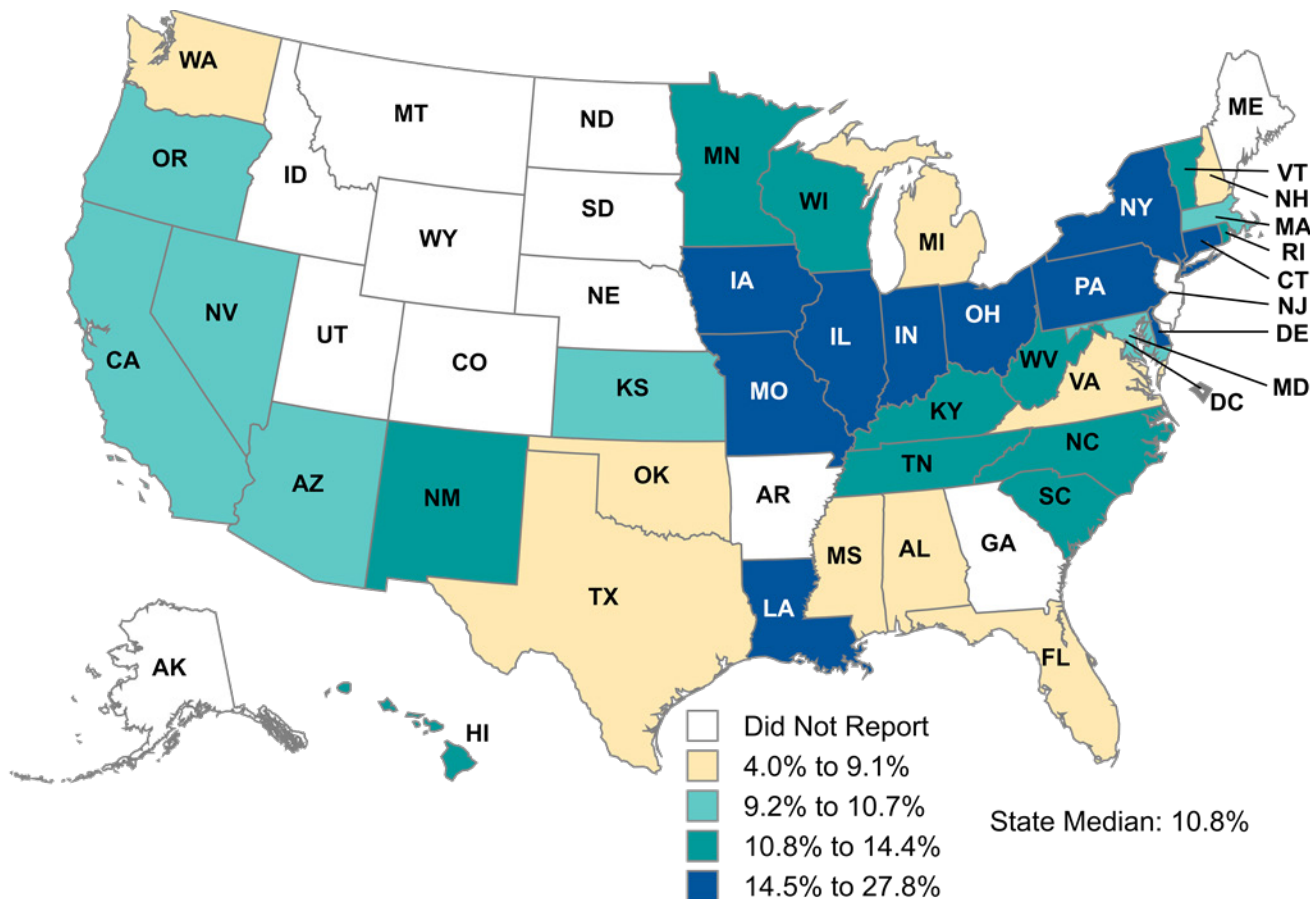 WA
MT
ND
ME
OR
ID
MN
VT
NH
SD
WI
NY
MA
WY
MI
RI
CT
IA
PA
NJ
NE
NV
IL
IN
OH
DE
UT
CO
CA
WV
MD
KS
MO
VA
DC
KY
NC
TN
AZ
NM
OK
AR
SC
MS
AL
GA
TX
LA
FL
AK
HI
Did Not Report
4.0% to 9.1%
9.2% to 10.7%
10.8% to 14.4%
14.5% to 27.8%
State Median: 10.8%